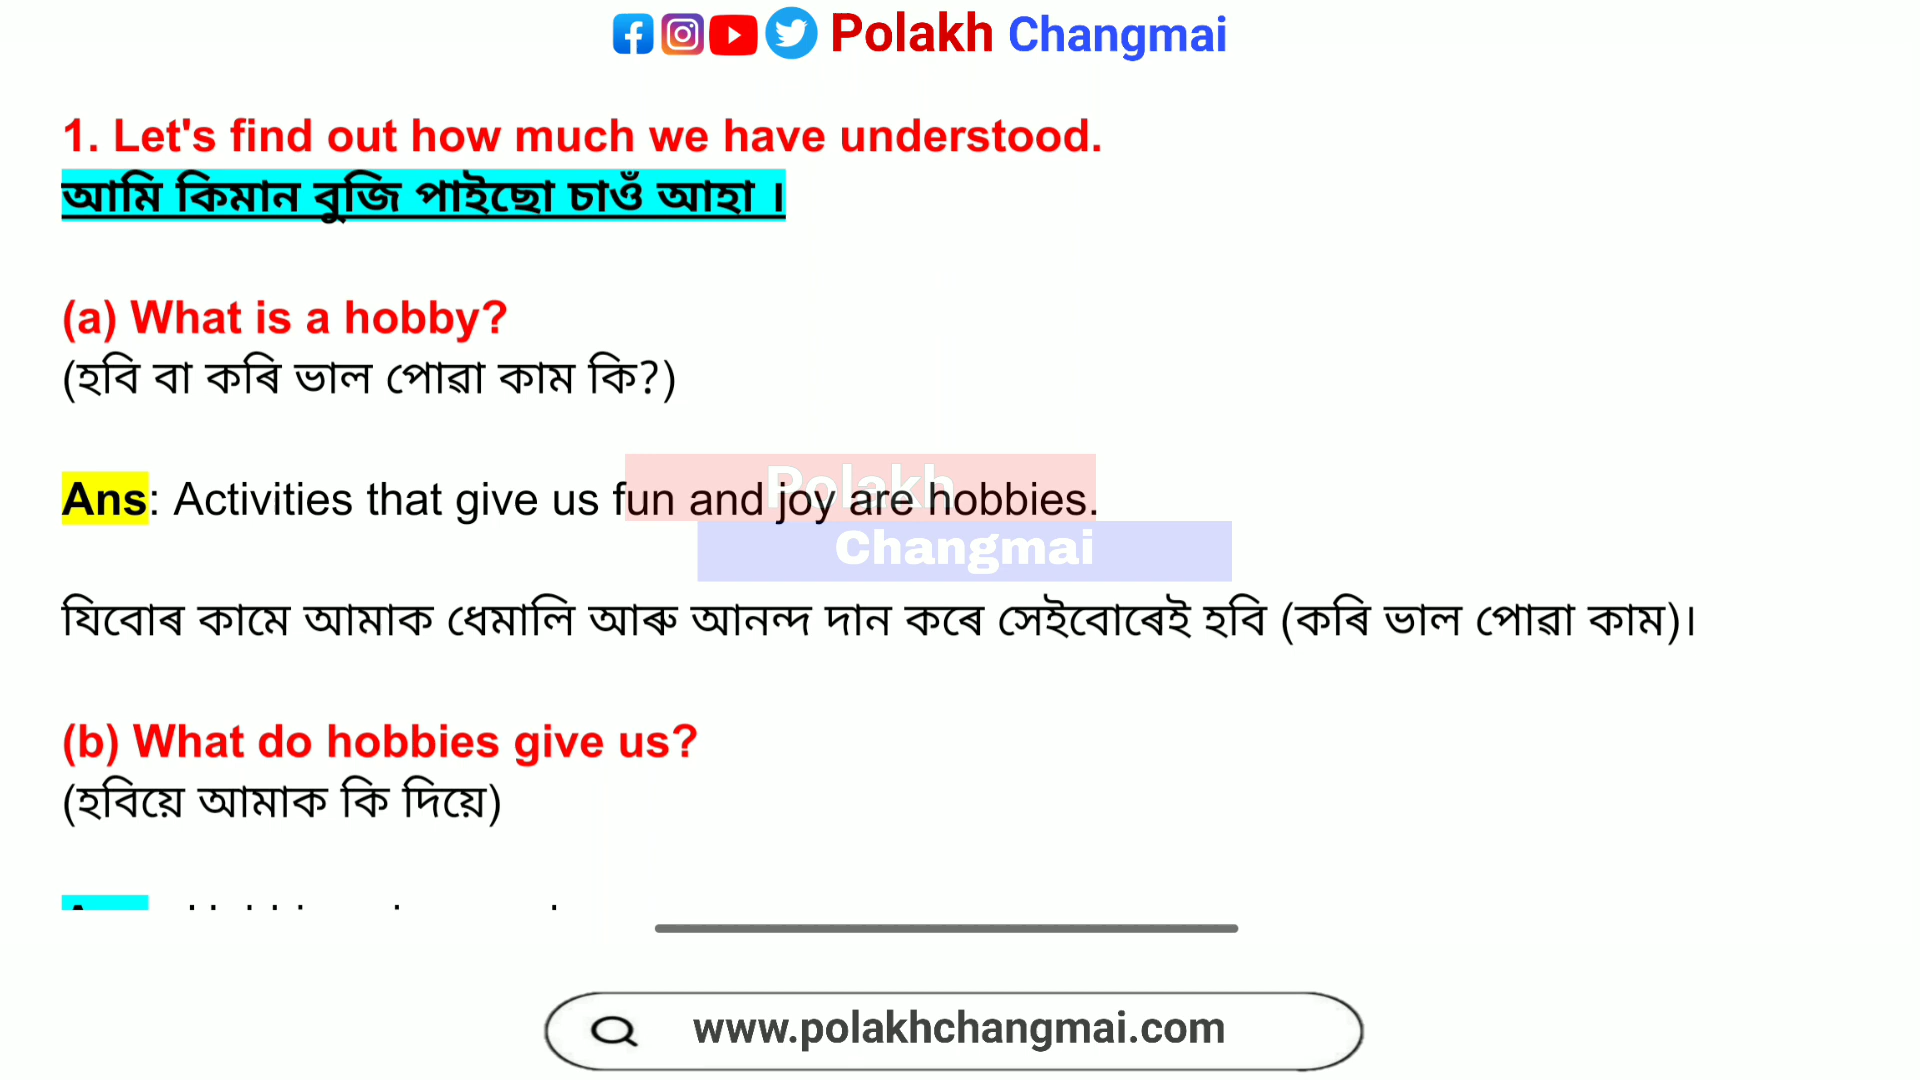 Polakh Changmai
1. Let's find out how much we have understood.
আমি কিমান বুজি পাইছো চাওঁ আহা ।
(a) What is a hobby?
(হবি বা কৰি ভাল পোৱা কাম কি?)
Ans: Activities that give us fun and joy are hobbies.
Polakh
Changmai
যিবোৰ কামে আমাক ধেমালি আৰু আনন্দ দান কৰে সেইবোৰেই হবি (কৰি ভাল পোৱা কাম)।
(b) What do hobbies give us?
(হবিয়ে আমাক কি দিয়ে)
www.polakhchangmai.com